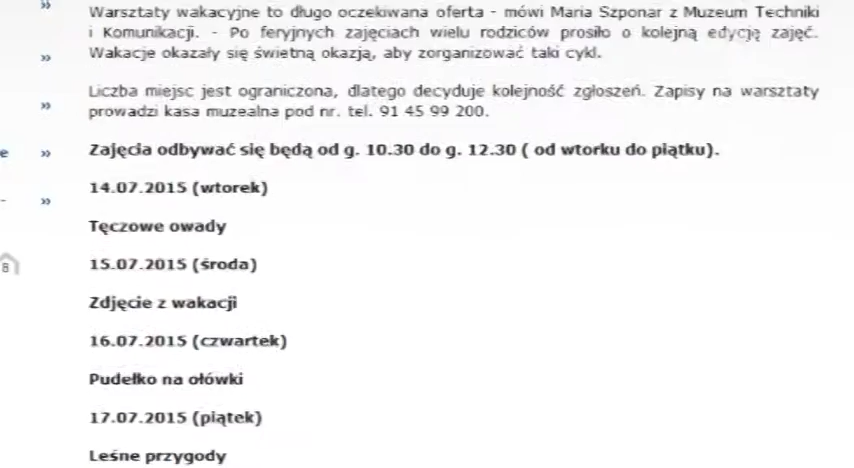 »
Warsztaty wakacyjne to długo oczekiwana oferta - mówi Maria Szponar z Muzeum Techniki
i Komunikacji. - Po feryjnych zajęciach wielu rodziców prosiło o kolejną edycję zajęć.
» Wakacje okazały się świetną okazją, aby zorganizować taki cykl.
Liczba miejsc jest ograniczona, dlatego decyduje kolejność zgłoszeń. Zapisy na warsztaty
» prowadzi kasa muzealna pod nr. tel. 91 45 99 200.
e » Zajęcia odbywać się będą od g. 10.30 do g. 12.30 ( od wtorku do piątku).
14.07.2015 (wtorek)
- »
Tęczowe owady
8 15.07.2015 (środa)
Zdjęcie z wakacji
16.07.2015 (czwartek)
Pudełko na ołówki
17.07.2015 (piątek)
Leśne przygody